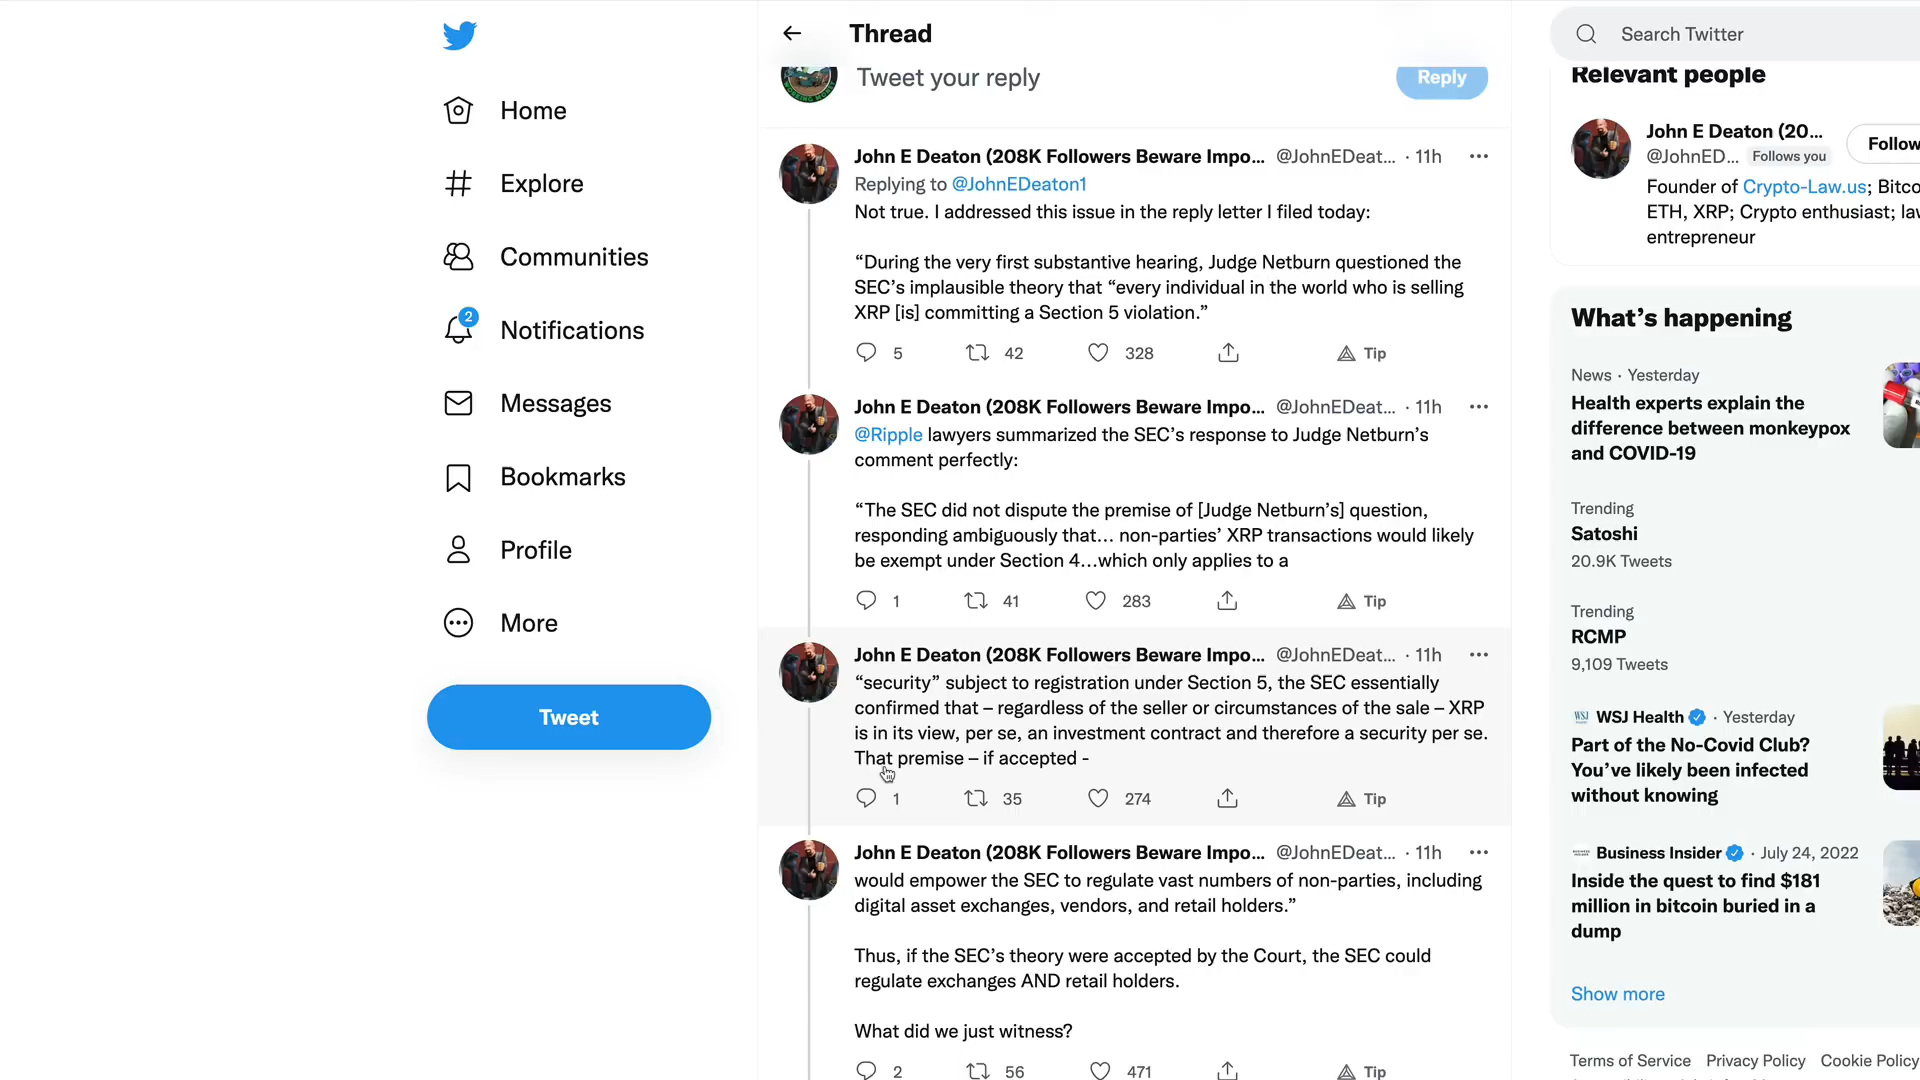 Home
Explore
Communities
2
Notifications
Messages
Bookmarks
Profile
More
Tweet
Thread
Tweet your reply
Reply
John E Deaton (208K Followers Beware Impo... @JohnEDeat... · 11h
Replying to @JohnEDeaton1
Not true. I addressed this issue in the reply letter I filed today:
“During the very first substantive hearing, Judge Netburn questioned the
SEC’s implausible theory that “every individual in the world who is selling
XRP [is] committing a Section 5 violation.”
5 42 328 Tip
John E Deaton (208K Followers Beware Impo... @JohnEDeat... · 11h
@Ripple lawyers summarized the SEC’s response to Judge Netburn’s
comment perfectly:
“The SEC did not dispute the premise of [Judge Netburn’s] question,
responding ambiguously that… non-parties’ XRP transactions would likely
be exempt under Section 4…which only applies to a
1 41 283 Tip
John E Deaton (208K Followers Beware Impo... @JohnEDeat... · 11h
“security” subject to registration under Section 5, the SEC essentially
confirmed that – regardless of the seller or circumstances of the sale – XRP
is in its view, per se, an investment contract and therefore a security per se.
That premise – if accepted -
1 35 274 Tip
John E Deaton (208K Followers Beware Impo... @JohnEDeat... · 11h
would empower the SEC to regulate vast numbers of non-parties, including
digital asset exchanges, vendors, and retail holders.”
Thus, if the SEC’s theory were accepted by the Court, the SEC could
regulate exchanges AND retail holders.
What did we just witness?
2 56 471 Tip
Search Twitter
Relevant people
John E Deaton (20...
@JohnED... Follows you
Follow
Founder of Crypto-Law.us; Bitco
ETH, XRP; Crypto enthusiast; law
entrepreneur
What’s happening
News · Yesterday
Health experts explain the
difference between monkeypox
and COVID-19
Trending
Satoshi
20.9K Tweets
Trending
RCMP
9,109 Tweets
WSJ WSJ Health · Yesterday
Part of the No-Covid Club?
You’ve likely been infected
without knowing
Business Insider · July 24, 2022
Inside the quest to find $181
million in bitcoin buried in a
dump
Show more
Terms of Service Privacy Policy Cookie Policy